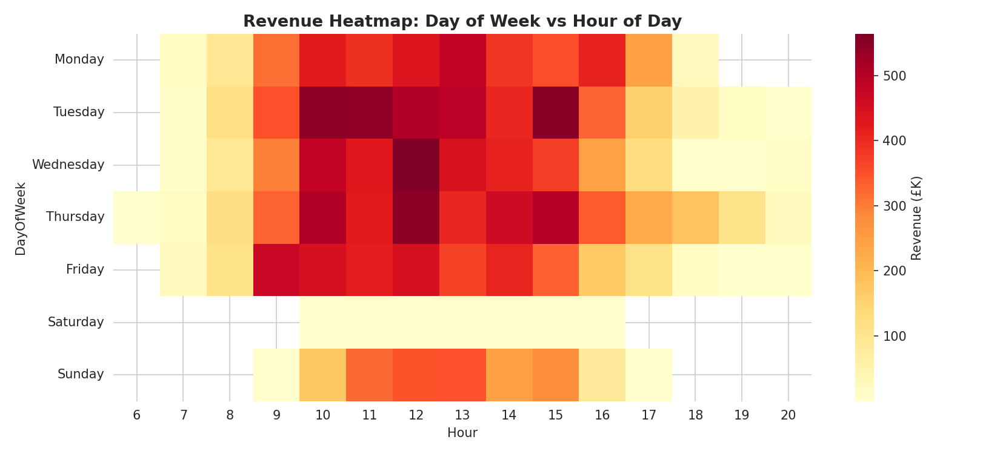 Revenue Heatmap: Day of Week vs Hour of Day
DayOfWeek
Monday
Tuesday
Wednesday
Thursday
Friday
Saturday
Sunday
6 7 8 9 10 11 12 13 14 15 16 17 18 19 20
Hour
500
400
300
200
100
Revenue (£K)